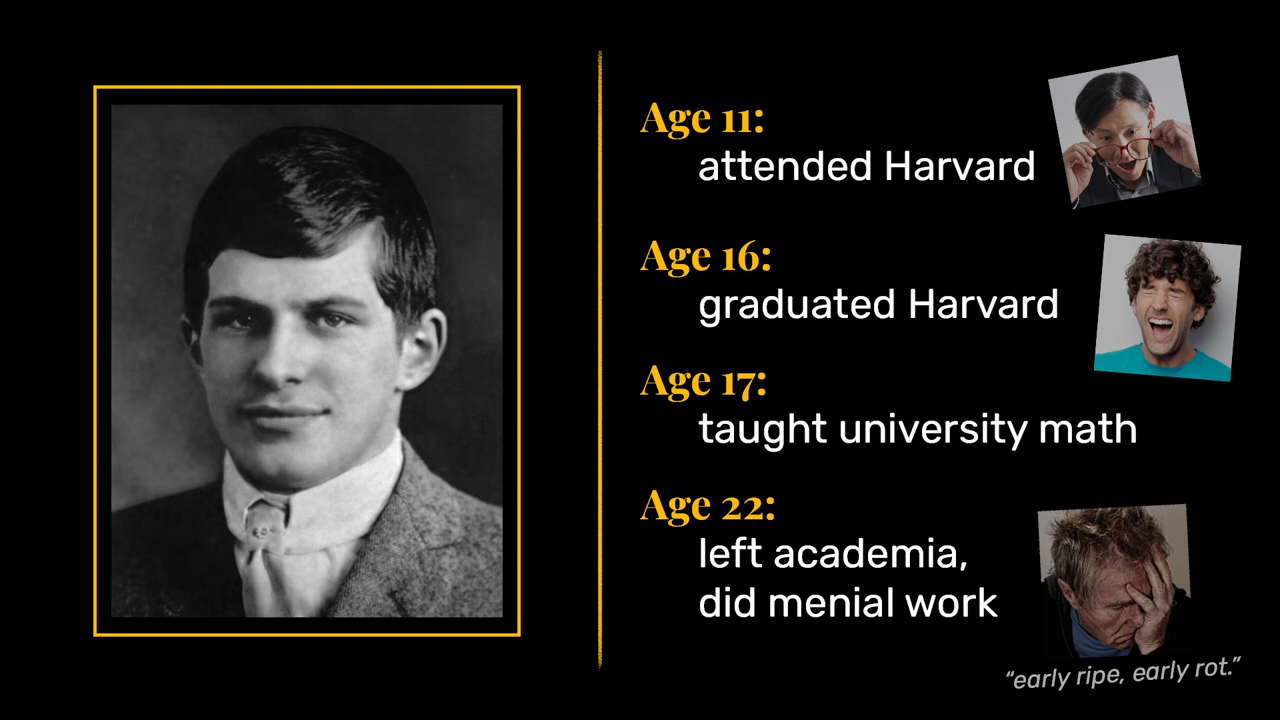 Age 11:
attended Harvard
Age 16:
graduated Harvard
Age 17:
taught university math
Age 22:
left academia,
did menial work
“early ripe, early rot.”